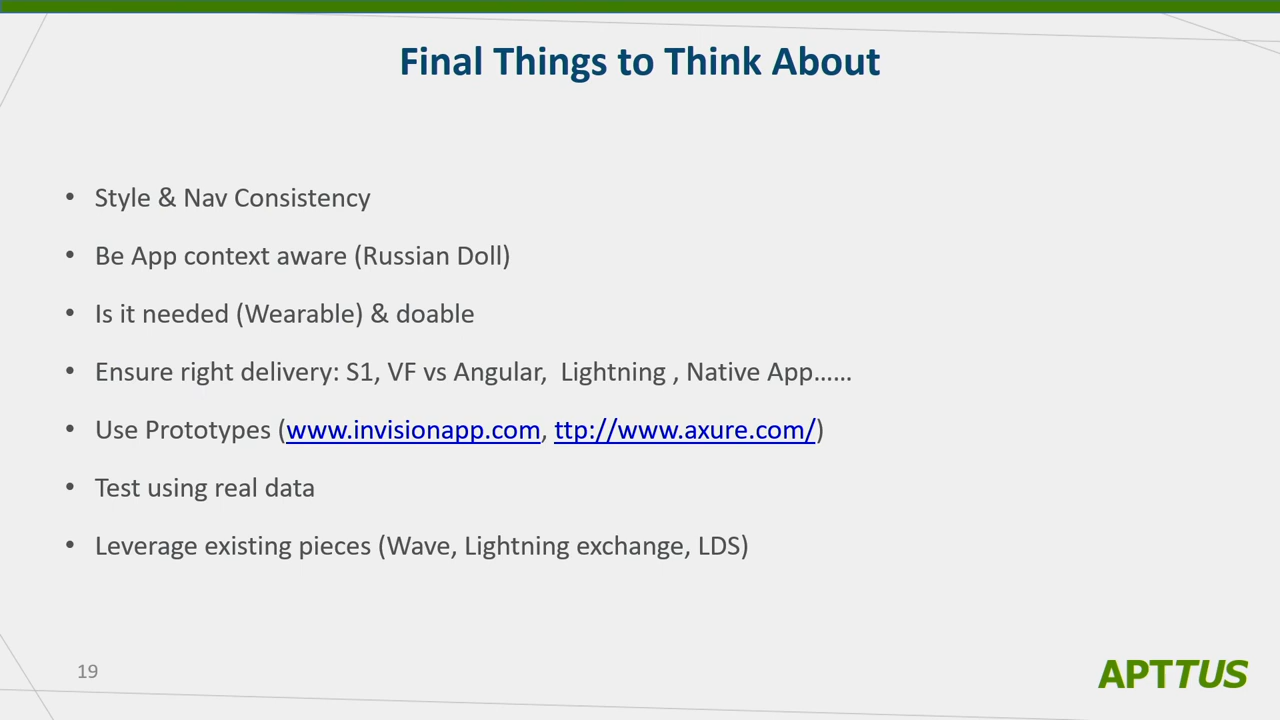 Final Things to Think About
• Style & Nav Consistency
• Be App context aware (Russian Doll)
• Is it needed (Wearable) & doable
• Ensure right delivery: S1, VF vs Angular,  Lightning , Native App……
• Use Prototypes (www.invisionapp.com, ttp://www.axure.com/)
• Test using real data
• Leverage existing pieces (Wave, Lightning exchange, LDS)
19
APTTUS